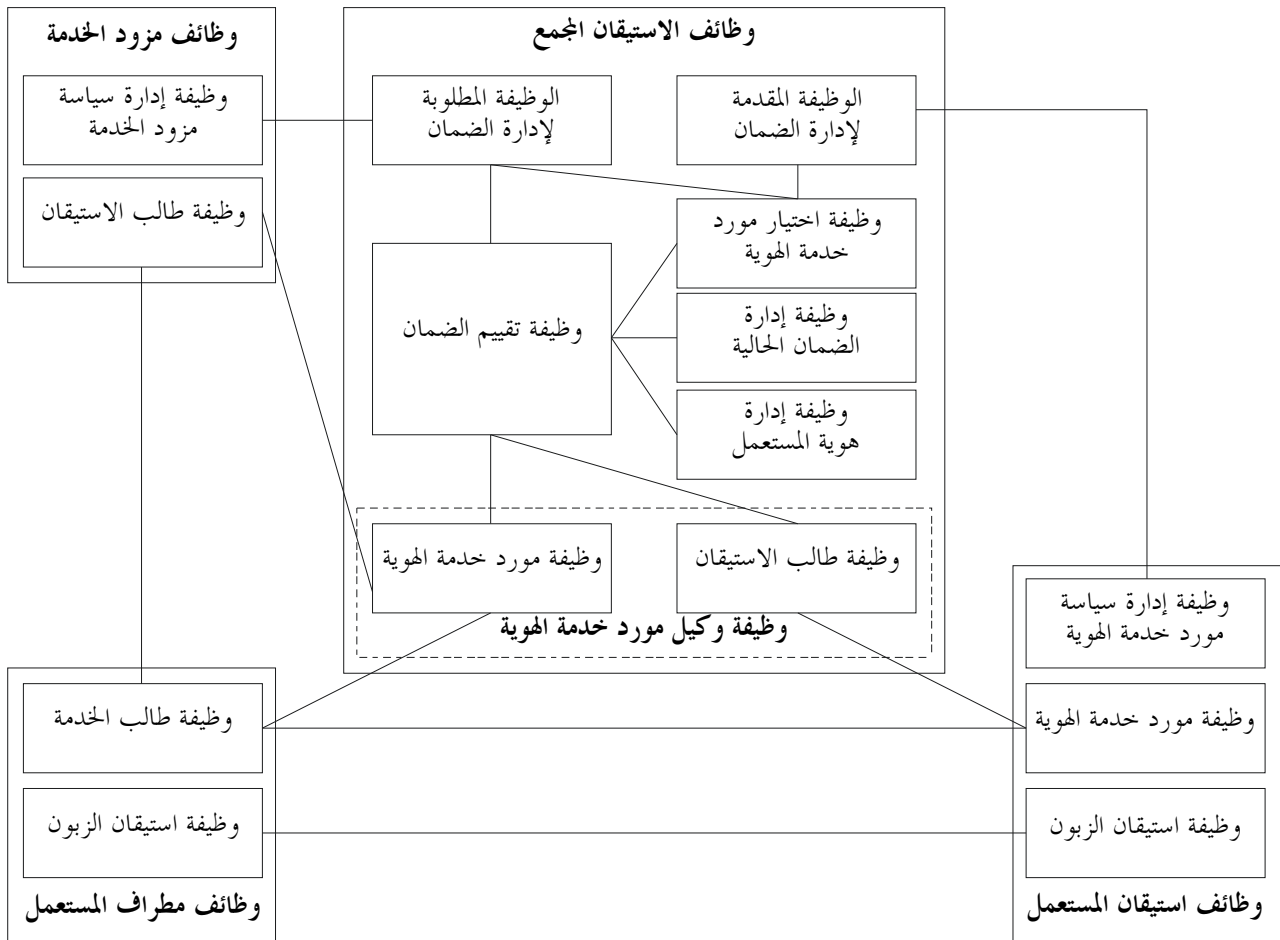 وظائف الاستيقان المجمع
وظائف مزود الخدمة
الوظيفة المقدمة
لإدارة الضمان
الوظيفة المطلوبة
لإدارة الضمان
وظيفة إدارة سياسة
مزود الخدمة
وظيفة طالب الاستيقان
وظيفة اختيار مورد
خدمة الهوية
وظيفة تقييم الضمان
وظيفة إدارة
الضمان الحالية
وظيفة إدارة
هوية المستعمل
وظيفة طالب الاستيقان
وظيفة مورد خدمة الهوية
وظيفة وكيل مورد خدمة الهوية
وظيفة إدارة سياسة
مورد خدمة الهوية
وظيفة مورد خدمة الهوية
وظيفة طالب الخدمة
وظيفة استيقان الزبون
وظيفة استيقان الزبون
وظائف استيقان المستعمل
وظائف مطراف المستعمل